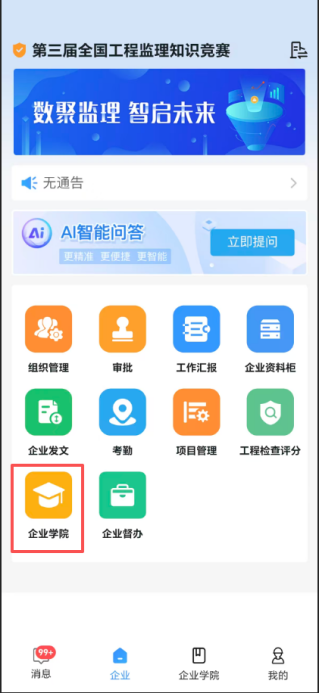 第三届全国工程监理知识竞赛
数聚监理 智启未来
无通告
Ai
AI智能问答
更精准 更便捷 更智能
立即提问
组织管理
审批
工作汇报
企业资料柜
企业发文
考勤
项目管理
工程检查评分
企业学院
企业督办
99+
消息
企业
企业学院
我的